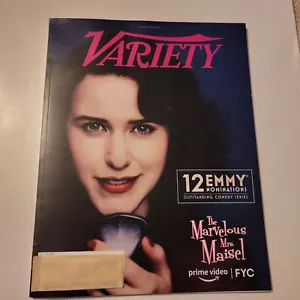 VARIETY
12 EMMY®
NOMINATIONS
OUTSTANDING COMEDY SERIES
The
Marvelous
Mrs.
Maisel
prime video | FYC